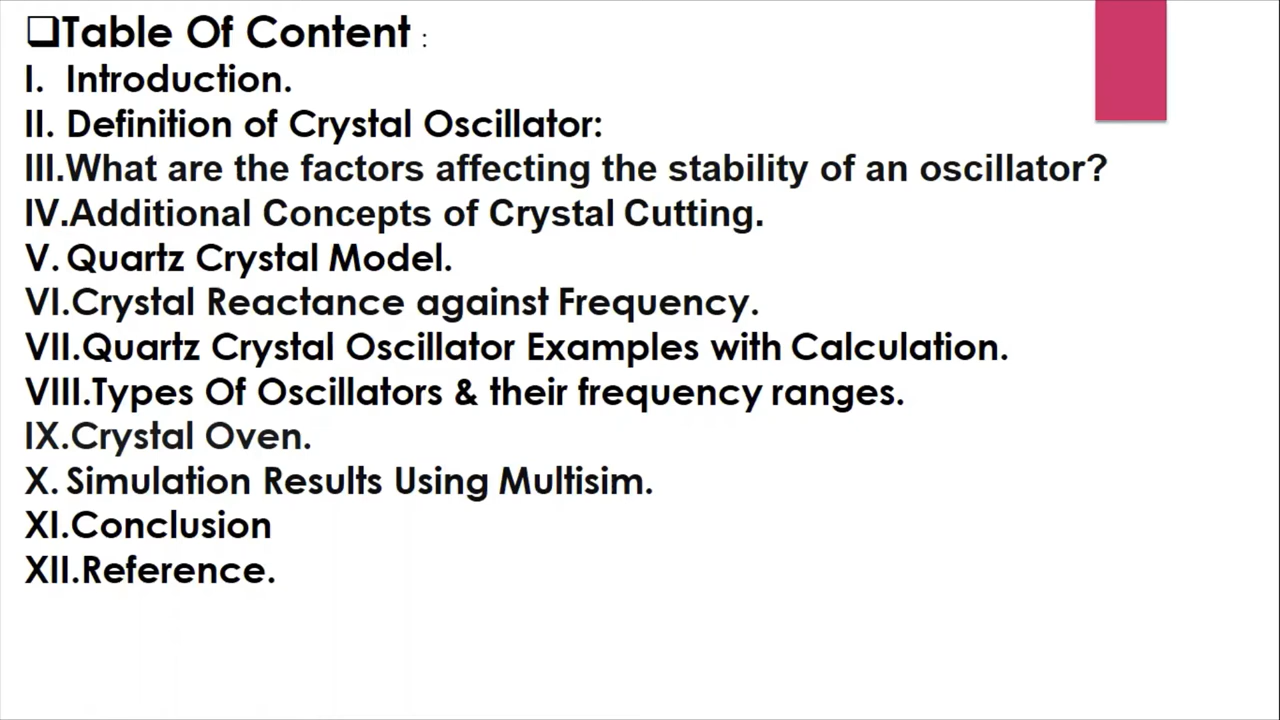 ❑Table Of Content :
I. Introduction.
II. Definition of Crystal Oscillator:
III.What are the factors affecting the stability of an oscillator?
IV.Additional Concepts of Crystal Cutting.
V. Quartz Crystal Model.
VI.Crystal Reactance against Frequency.
VII.Quartz Crystal Oscillator Examples with Calculation.
VIII.Types Of Oscillators & their frequency ranges.
IX.Crystal Oven.
X. Simulation Results Using Multisim.
XI.Conclusion
XII.Reference.